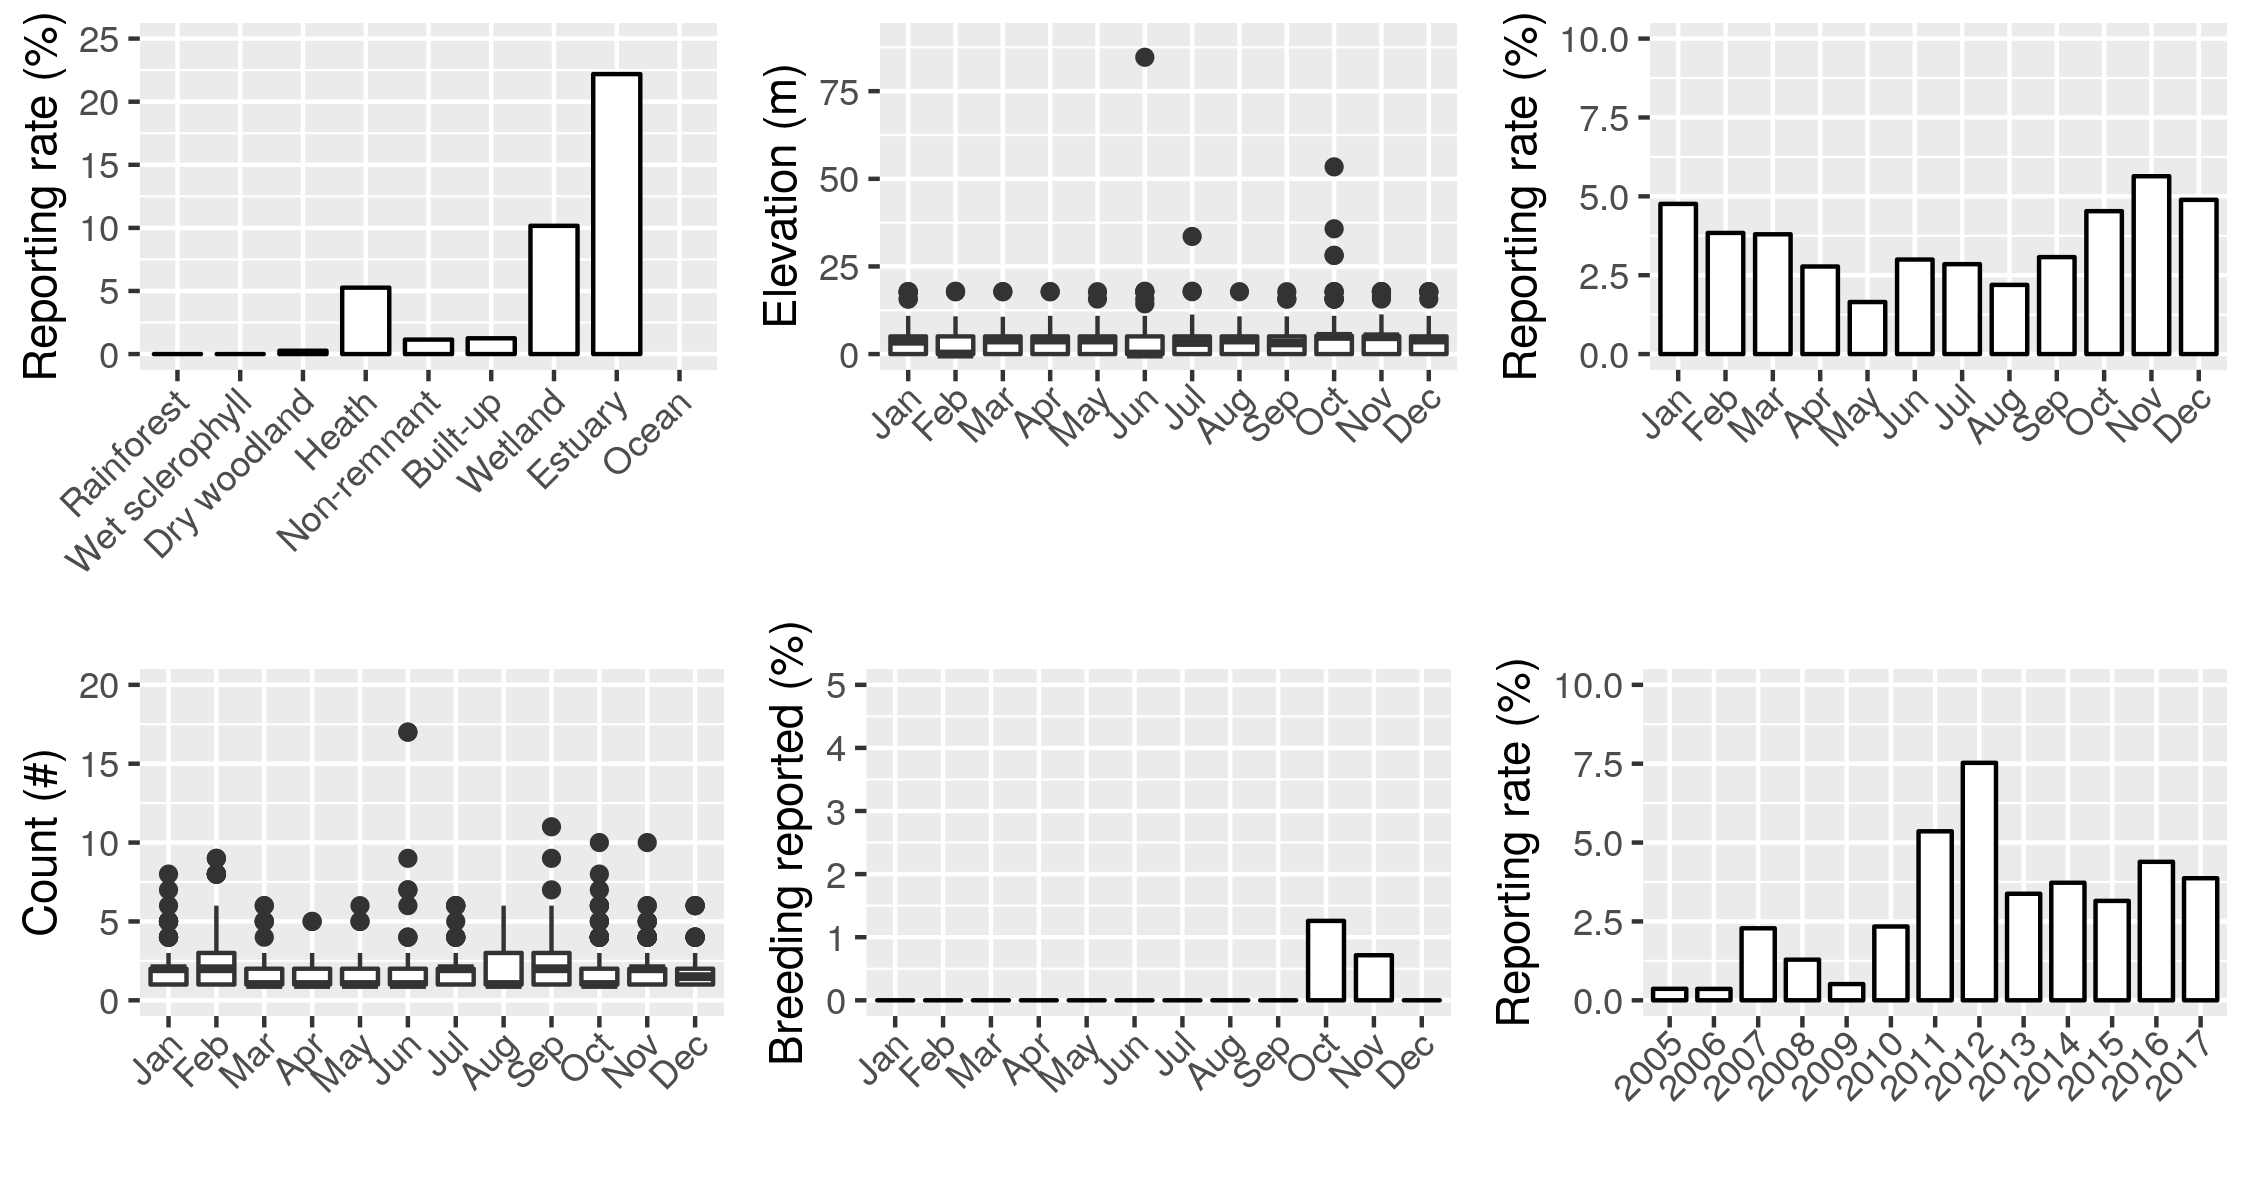 Reporting rate (%)
25
20
15
10
5
0
Rainforest
Wet sclerophyll
Dry woodland
Heath
Non-remnant
Built-up
Wetland
Estuary
Ocean
Elevation (m)
75
50
25
0
Jan
Feb
Mar
Apr
May
Jun
Jul
Aug
Sep
Oct
Nov
Dec
Reporting rate (%)
10.0
7.5
5.0
2.5
0.0
Jan
Feb
Mar
Apr
May
Jun
Jul
Aug
Sep
Oct
Nov
Dec
Count (#)
20
15
10
5
0
Jan
Feb
Mar
Apr
May
Jun
Jul
Aug
Sep
Oct
Nov
Dec
Breeding reported (%)
5
4
3
2
1
0
Jan
Feb
Mar
Apr
May
Jun
Jul
Aug
Sep
Oct
Nov
Dec
Reporting rate (%)
10.0
7.5
5.0
2.5
0.0
2005
2006
2007
2008
2009
2010
2011
2012
2013
2014
2015
2016
2017